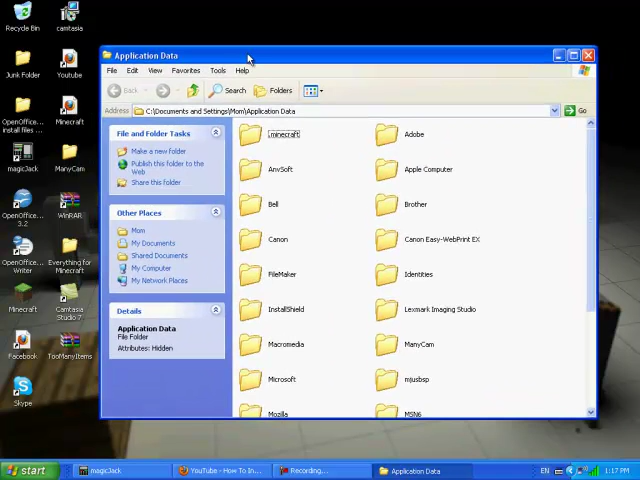 Recycle Bin
camtasia
Junk Folder
Youtube
OpenOffice...
install files ...
Minecraft
magicJack
ManyCam
OpenOffice....
3.2
WinRAR
OpenOffice....
Writer
Everything for
Minecraft
Minecraft
Camtasia
Studio 7
Facebook
TooManyItems
Skype
Application Data
File
Edit
View
Favorites
Tools
Help
Back
Search
Folders
Address
C:\Documents and Settings\Mom\Application Data
Go
File and Folder Tasks
Make a new folder
Publish this folder to the
Web
Share this folder
Other Places
Mom
My Documents
Shared Documents
My Computer
My Network Places
Details
Application Data
File Folder
Attributes: Hidden
.minecraft
Adobe
AnvSoft
Apple Computer
Bell
Brother
Canon
Canon Easy-WebPrint EX
FileMaker
Identities
InstallShield
Lexmark Imaging Studio
Macromedia
ManyCam
Microsoft
mjusbsp
Mozilla
MSN6
start
magicJack
YouTube - How To In...
Recording...
Application Data
EN
1:17 PM